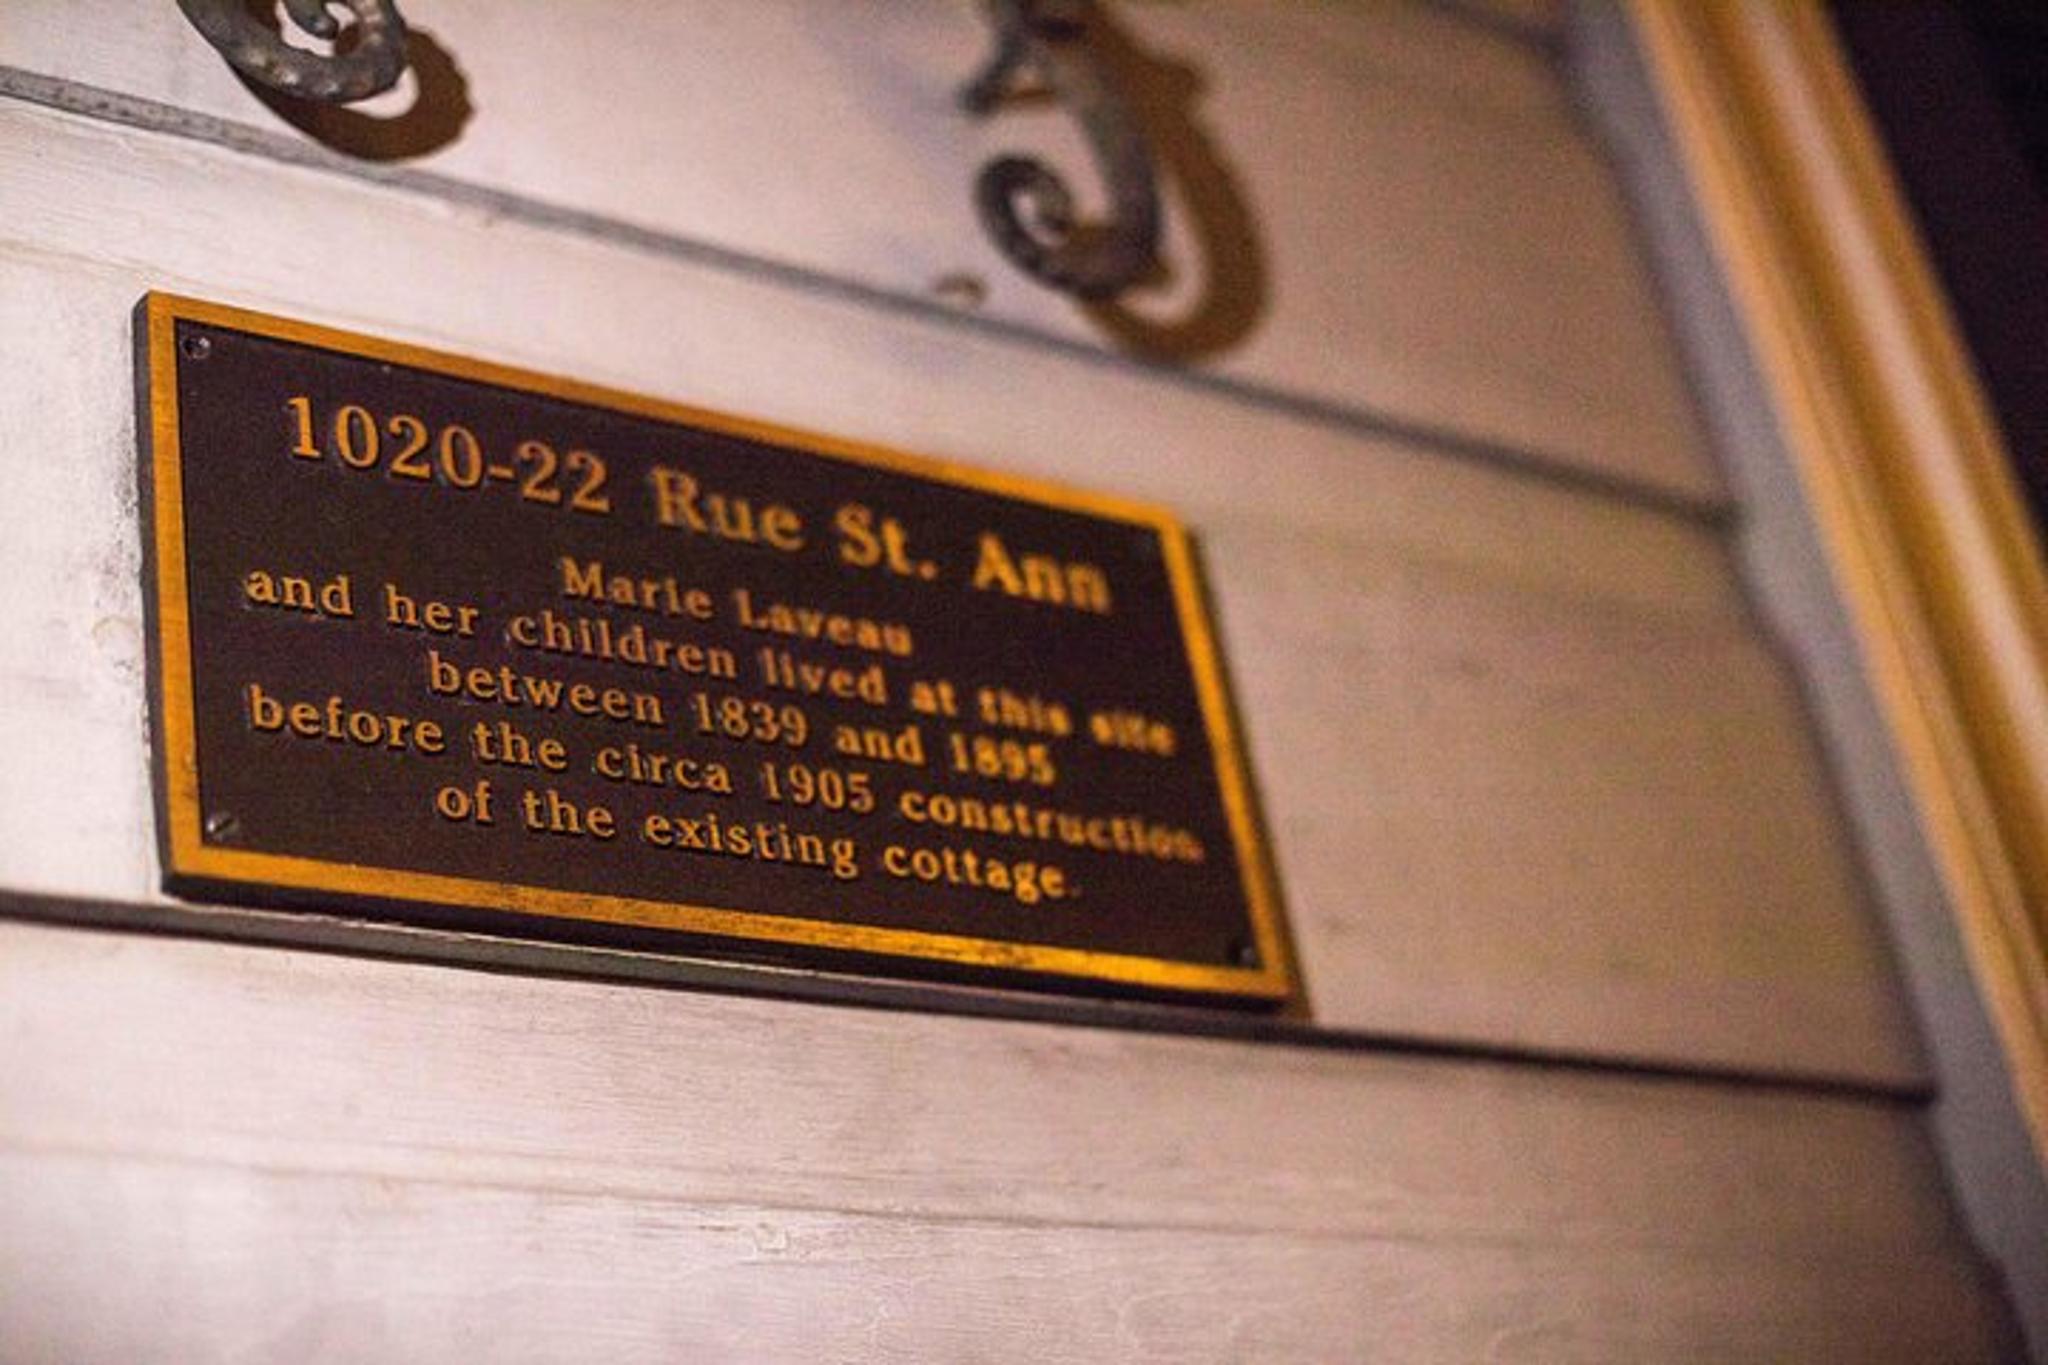 1020-22 Rue St. Ann
Marie Laveau
and her children lived at this site
between 1839 and 1895
before the circa 1905 construction
of the existing cottage.